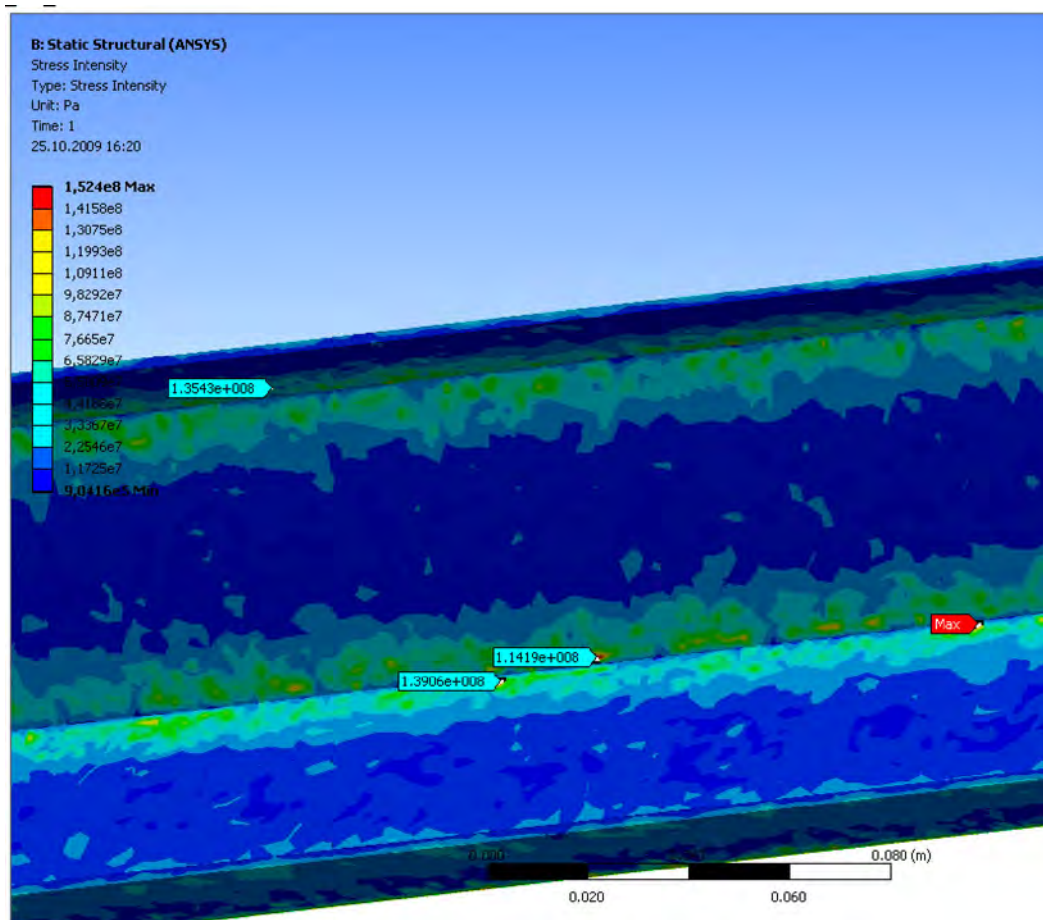 B: Static Structural (ANSYS)
Stress Intensity
Type: Stress Intensity
Unit: Pa
Time: 1
25.10.2009 16:20
1,524e8 Max
1,4158e8
1,3075e8
1,1993e8
1,0911e8
9,8292e7
8,7471e7
7,665e7
6,5829e7
4,4186e7
3,3367e7
2,2546e7
1,1725e7
9,0416e5 Min
1.3543e+008
Max
1.1419e+008
1.3906e+008
0.000
0.080 (m)
0.020
0.060